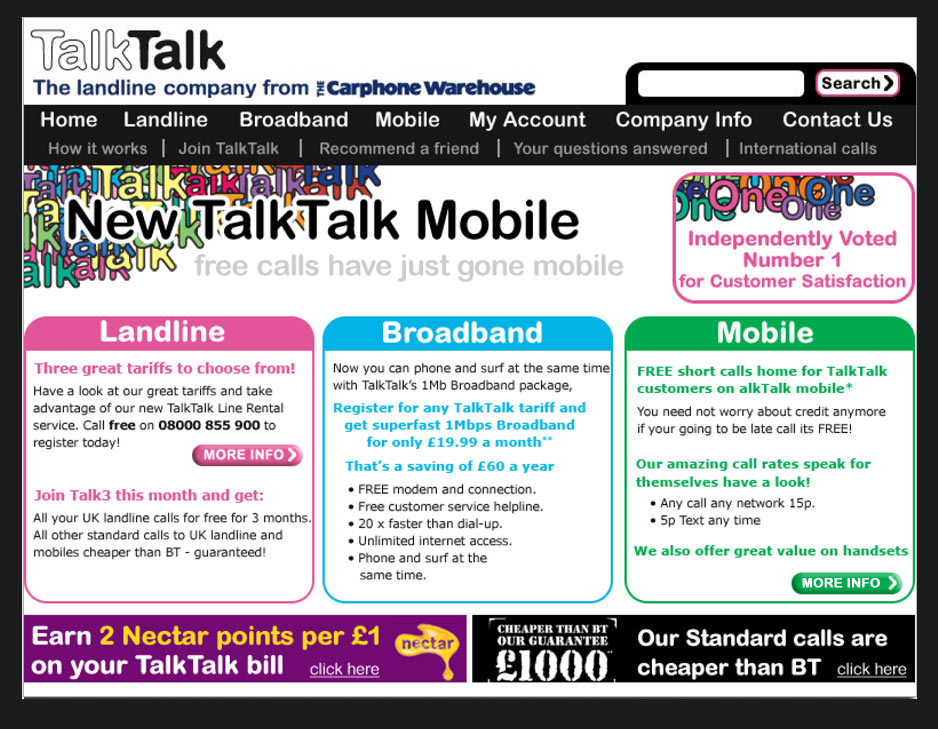 TalkTalk
The landline company from THE Carphone Warehouse
Search
Home Landline Broadband Mobile My Account Company Info Contact Us
How it works | Join TalkTalk | Recommend a friend | Your questions answered | International calls
New TalkTalk Mobile
free calls have just gone mobile
One One One One One
Independently Voted
Number 1
for Customer Satisfaction
Landline
Three great tariffs to choose from!
Have a look at our great tariffs and take
advantage of our new TalkTalk Line Rental
service. Call free on 08000 855 900 to
register today!
MORE INFO
Join Talk3 this month and get:
All your UK landline calls for free for 3 months.
All other standard calls to UK landline and
mobiles cheaper than BT - guaranteed!
Broadband
Now you can phone and surf at the same time
with TalkTalk's 1Mb Broadband package,
Register for any TalkTalk tariff and
get superfast 1Mbps Broadband
for only £19.99 a month**
That's a saving of £60 a year
• FREE modem and connection.
• Free customer service helpline.
• 20 x faster than dial-up.
• Unlimited internet access.
• Phone and surf at the
same time.
Mobile
FREE short calls home for TalkTalk
customers on alkTalk mobile*
You need not worry about credit anymore
if your going to be late call its FREE!
Our amazing call rates speak for
themselves have a look!
• Any call any network 15p.
• 5p Text any time
We also offer great value on handsets
MORE INFO
Earn 2 Nectar points per £1
on your TalkTalk bill click here
nectar
CHEAPER THAN BT
OUR GUARANTEE
£1000
Our Standard calls are
cheaper than BT click here